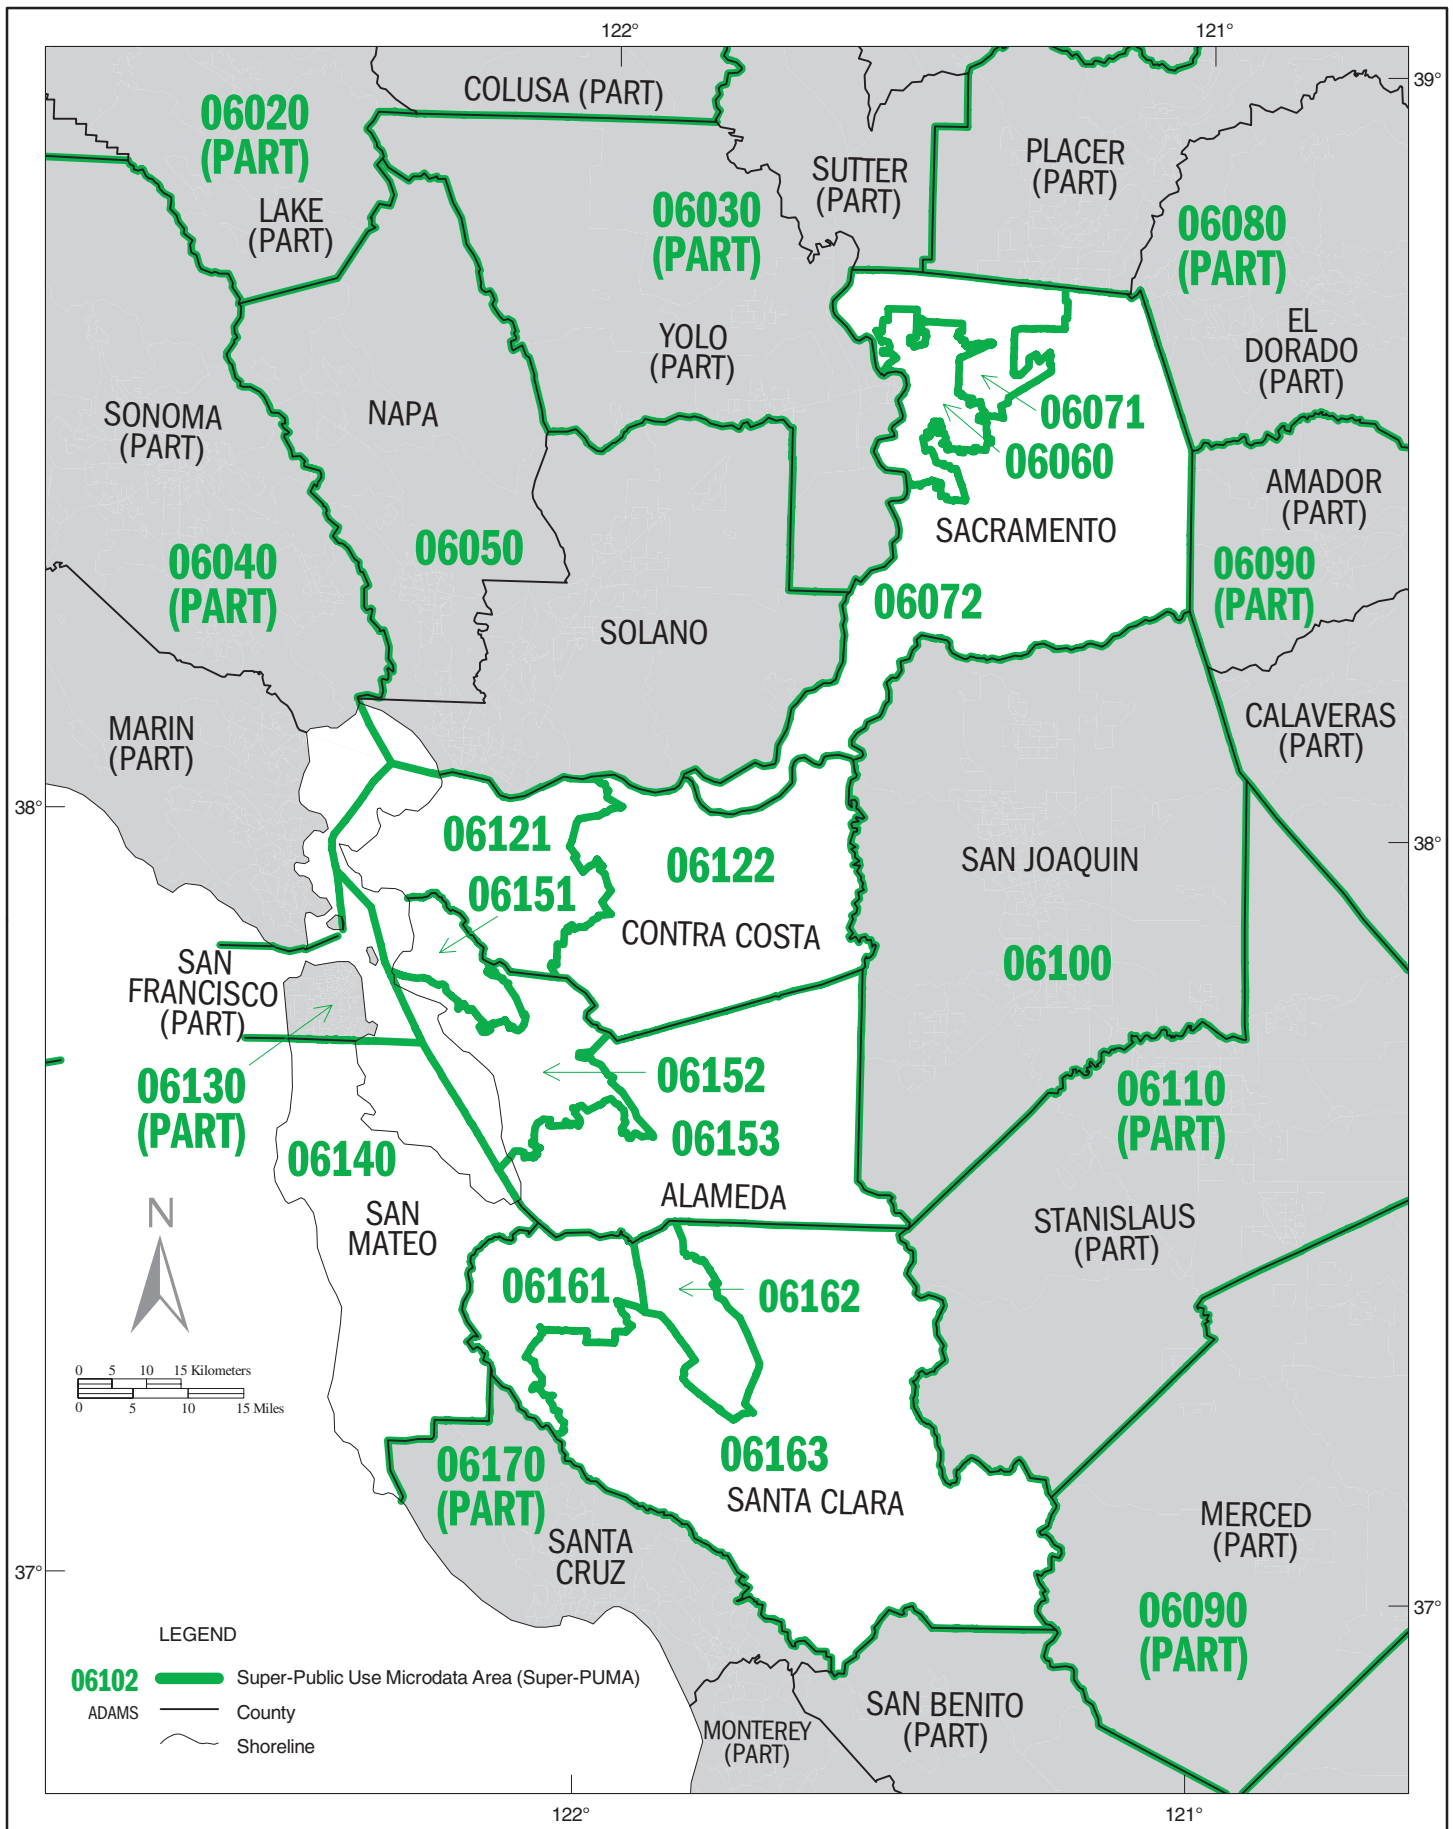 122°
121°
39°
COLUSA (PART)
06020
(PART)
LAKE
(PART)
SUTTER
(PART)
PLACER
(PART)
06030
(PART)
06080
(PART)
YOLO
(PART)
EL
DORADO
(PART)
SONOMA
(PART)
NAPA
06071
06060
AMADOR
(PART)
SACRAMENTO
06050
06040
(PART)
06090
(PART)
06072
SOLANO
MARIN
(PART)
CALAVERAS
(PART)
38°
38°
06121
06122
SAN JOAQUIN
06151
CONTRA COSTA
06100
SAN
FRANCISCO
(PART)
06130
(PART)
06152
06110
(PART)
06153
06140
ALAMEDA
SAN
MATEO
STANISLAUS
(PART)
N
06161
06162
0 5 10 15 Kilometers
0 5 10 15 Miles
06163
06170
(PART)
SANTA CLARA
MERCED
(PART)
SANTA
CRUZ
37°
37°
06090
(PART)
LEGEND
06102 Super-Public Use Microdata Area (Super-PUMA)
ADAMS County
Shoreline
SAN BENITO
(PART)
MONTEREY
(PART)
122°
121°